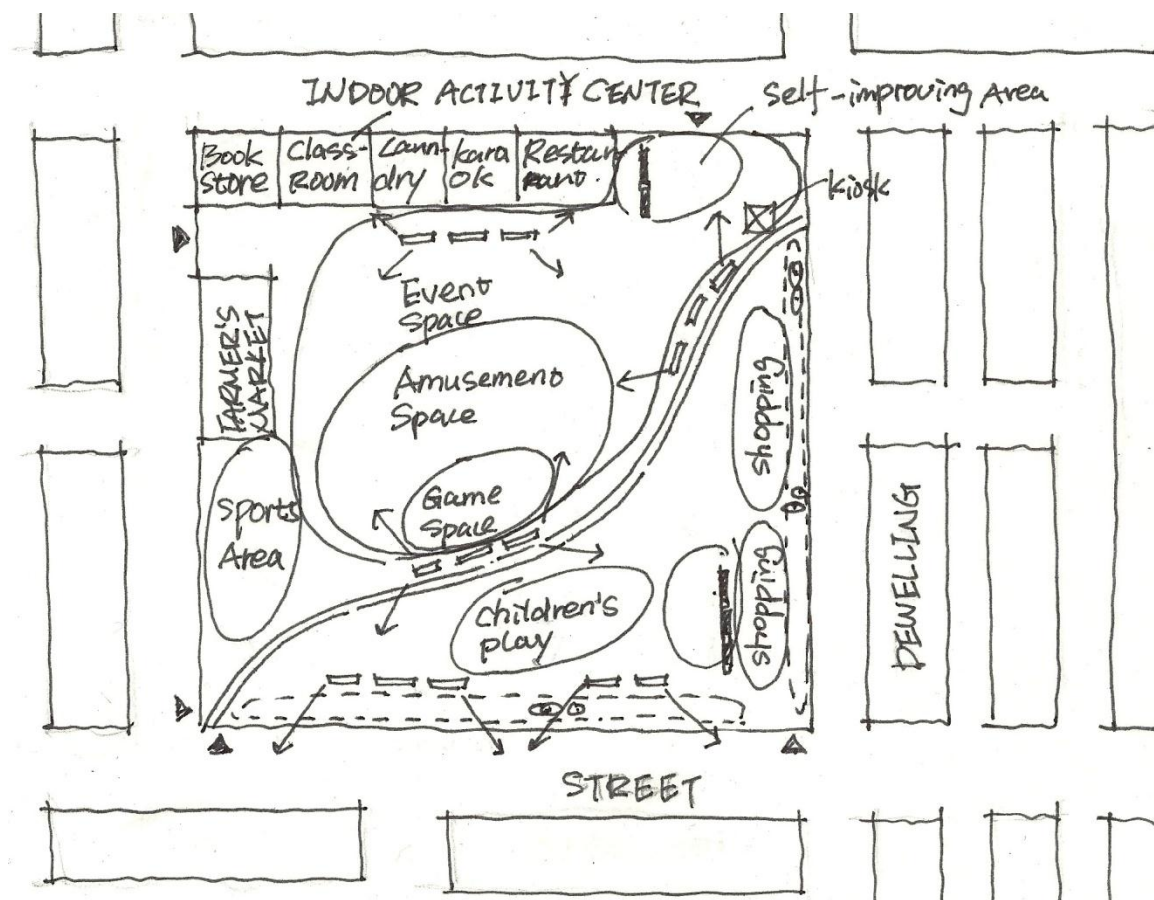 INDOOR ACTIVITY CENTER
Self-improving Area
Book
Store
Class-
Room
Laun-
dry
kara
ok
Restau-
rant.
kiosk
Event
Space
FARMER'S
MARKET
Amusement
Space
Shopping
Game
Space
Sports
Area
Shopping
DEWELLING
children's
play
STREET